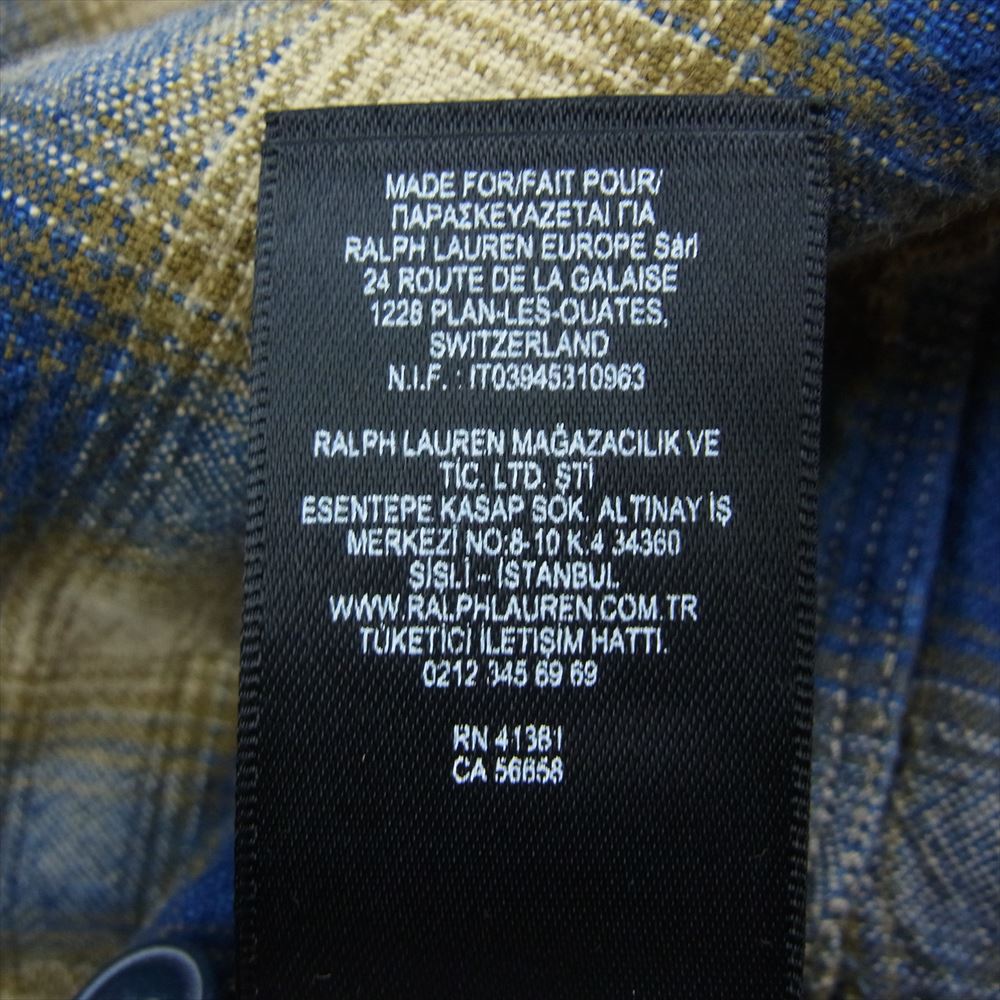 MADE FOR/FAIT POUR/
ΠΑΡΑΣΚΕΥΑΖΕΤΑΙ ΓΙΑ
RALPH LAUREN EUROPE Sàrl
24 ROUTE DE LA GALAISE
1228 PLAN-LES-OUATES,
SWITZERLAND
N.I.F. : IT03945310963
RALPH LAUREN MAĞAZACILIK VE
TİC. LTD. ŞTİ
ESENTEPE KASAP SOK. ALTINAY İŞ
MERKEZİ NO:8-10 K.4 34360
ŞİŞLİ - İSTANBUL
WWW.RALPHLAUREN.COM.TR
TÜKETİCİ İLETİŞİM HATTI.
0212 345 69 69
RN 41381
CA 56858